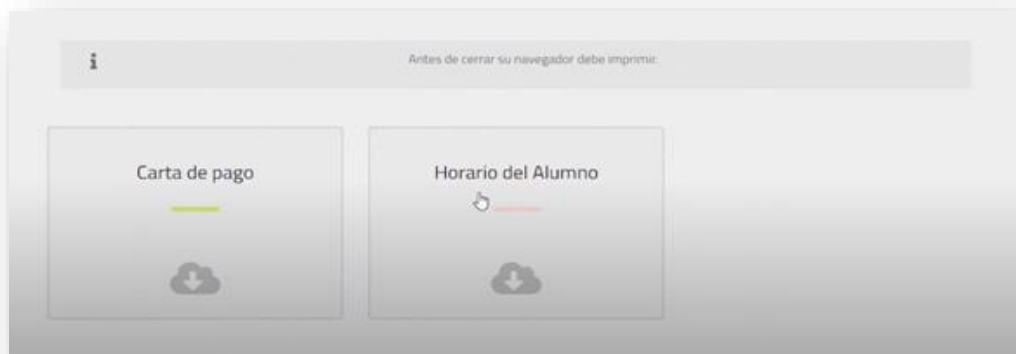 Antes de cerrar su navegador debe imprimir.
Carta de pago
Horario del Alumno